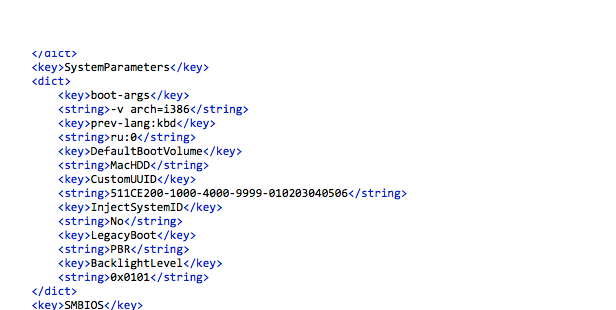 </dict>
<key>SystemParameters</key>
<dict>
<key>boot-args</key>
<string>-v arch=i386</string>
<key>prev-lang:kbd</key>
<string>ru:0</string>
<key>DefaultBootVolume</key>
<string>MacHDD</string>
<key>CustomUUID</key>
<string>511CE200-1000-4000-9999-010203040506</string>
<key>InjectSystemID</key>
<string>No</string>
<key>LegacyBoot</key>
<string>PBR</string>
<key>BacklightLevel</key>
<string>0x0101</string>
</dict>
<key>SMBIOS</key>